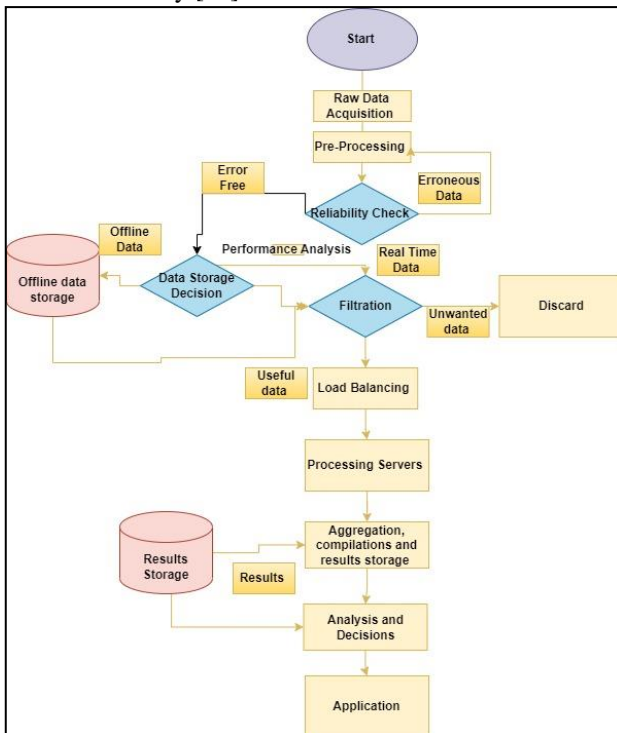 Start
Raw Data
Acquisition
Pre-Processing
Error
Free
Erroneous
Data
Reliability Check
Offline
Data
Performance Analysis
Real Time
Data
Offline data
storage
Data Storage
Decision
Filtration
Unwanted
data
Discard
Useful
data
Load Balancing
Processing Servers
Results
Storage
Aggregation,
compilations and
results storage
Results
Analysis and
Decisions
Application